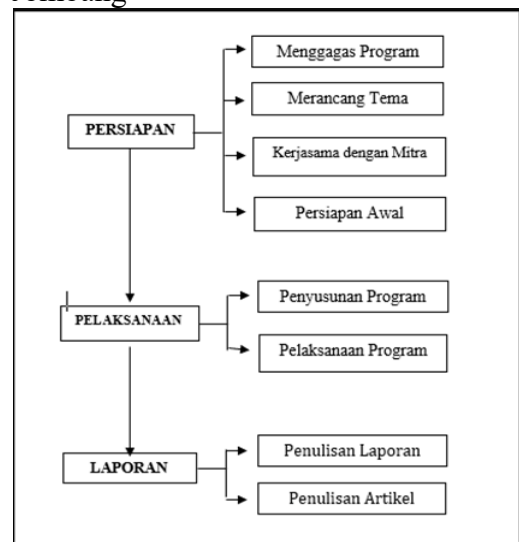 PERSIAPAN
Menggagas Program
Merancang Tema
Kerjasama dengan Mitra
Persiapan Awal
PELAKSANAAN
Penyusunan Program
Pelaksanaan Program
LAPORAN
Penulisan Laporan
Penulisan Artikel